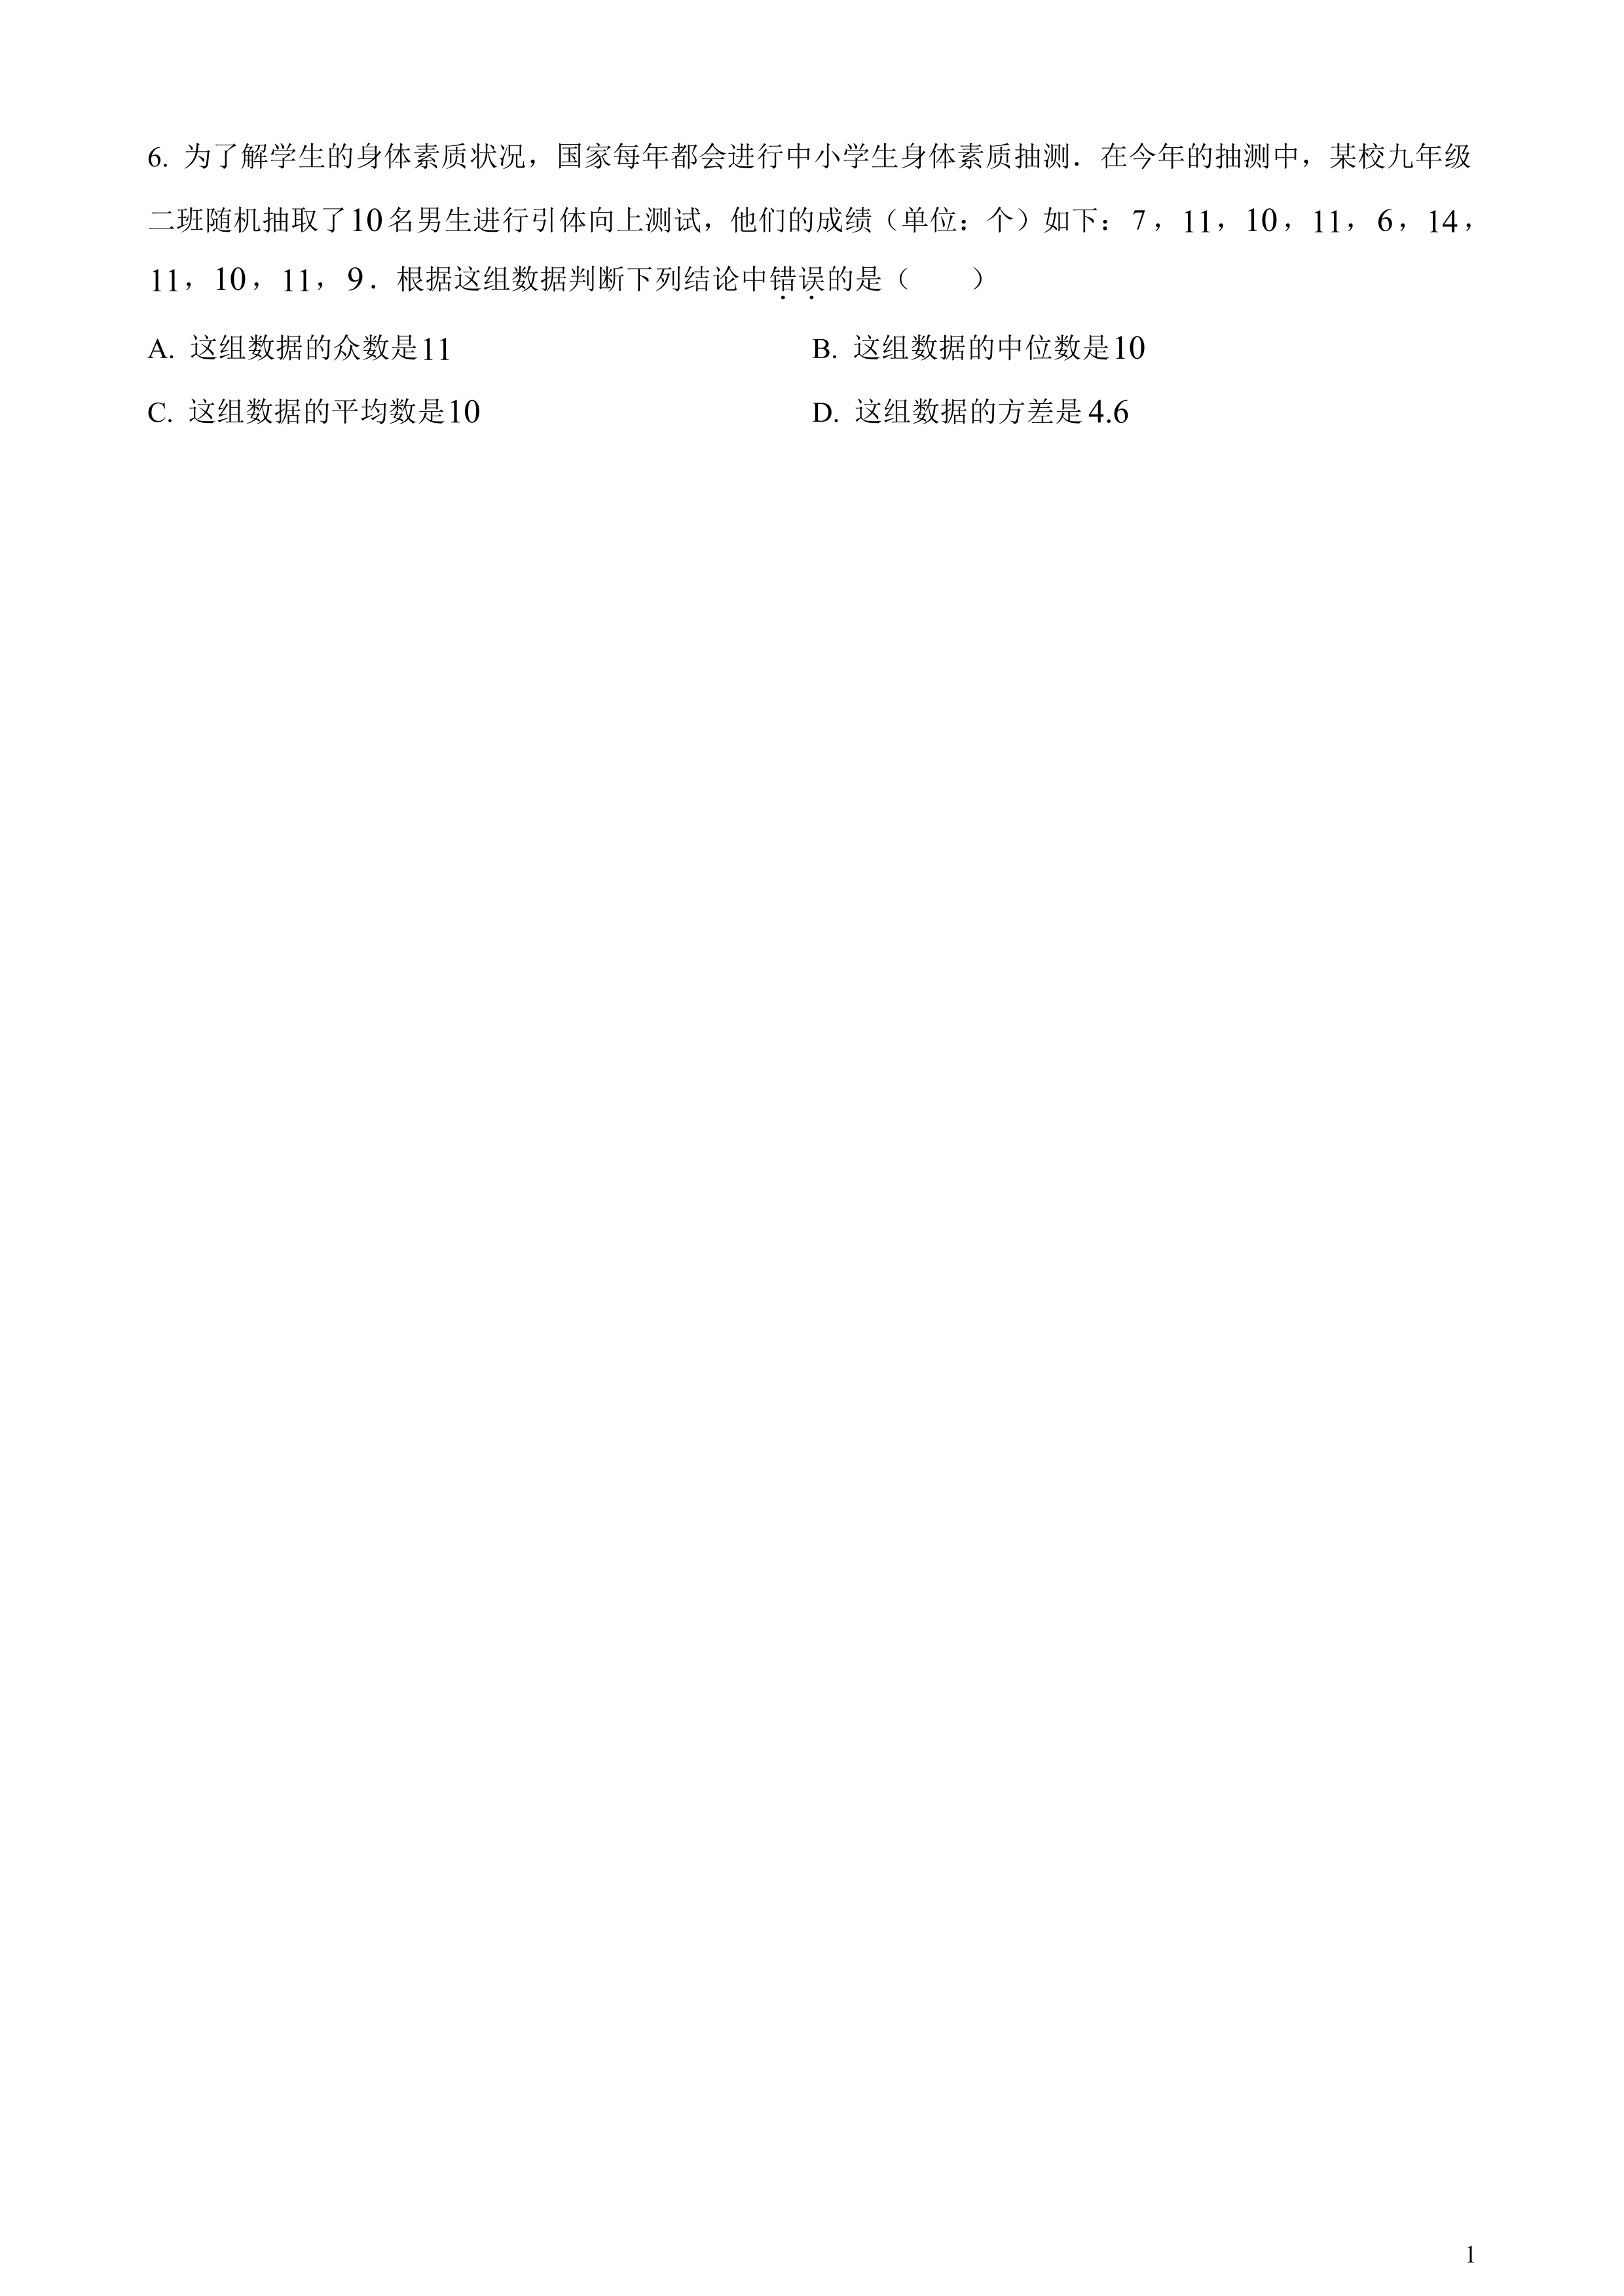 6. 为了解学生的身体素质状况，国家每年都会进行中小学生身体素质抽测．在今年的抽测中，某校九年级
二班随机抽取了10名男生进行引体向上测试，他们的成绩（单位：个）如下：7，11，10，11，6，14，
11，10，11，9．根据这组数据判断下列结论中错误的是（　　）
A. 这组数据的众数是11 B. 这组数据的中位数是10
C. 这组数据的平均数是10 D. 这组数据的方差是4.6
1